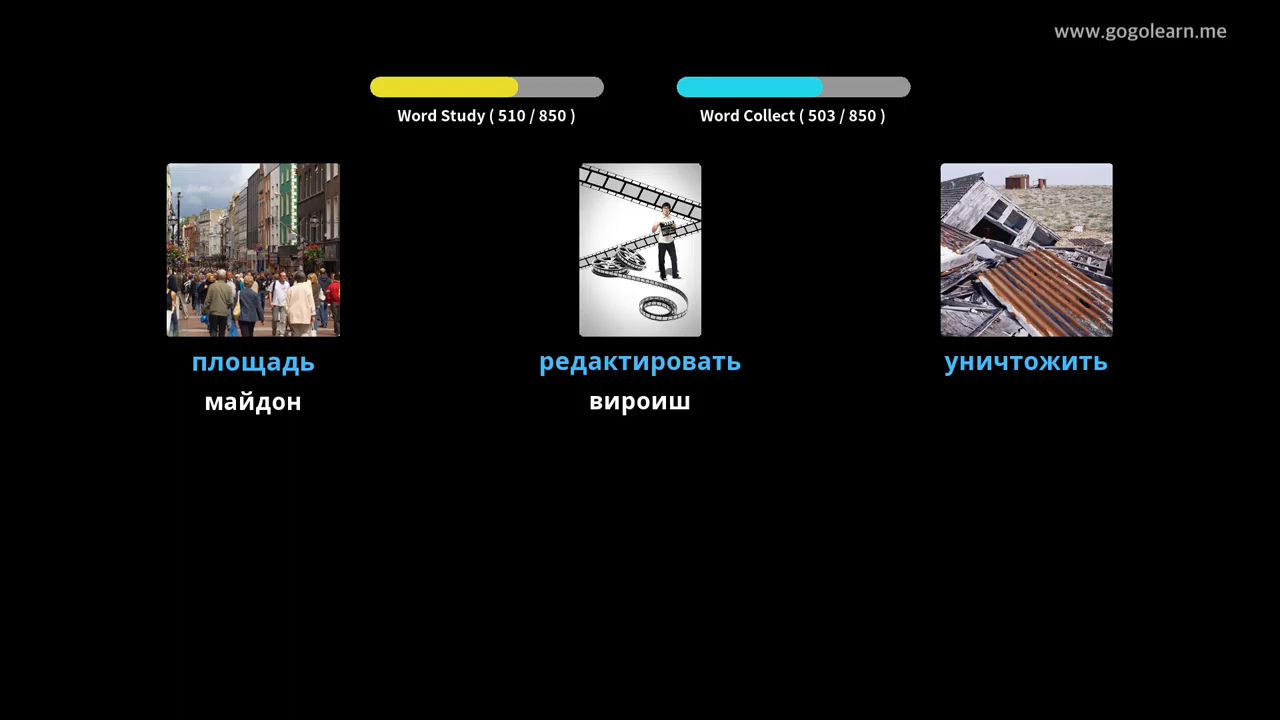 www.gogolearn.me
Word Study ( 510 / 850 )
Word Collect ( 503 / 850 )
площадь
майдон
редактировать
вироиш
уничтожить